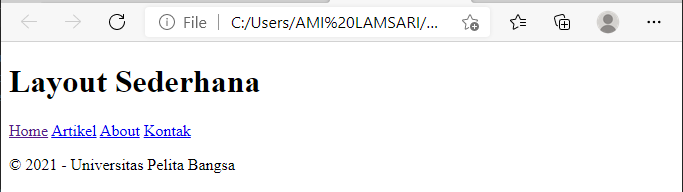 File C:/Users/AMI%20LAMSARI/...
Layout Sederhana
Home Artikel About Kontak
© 2021 - Universitas Pelita Bangsa